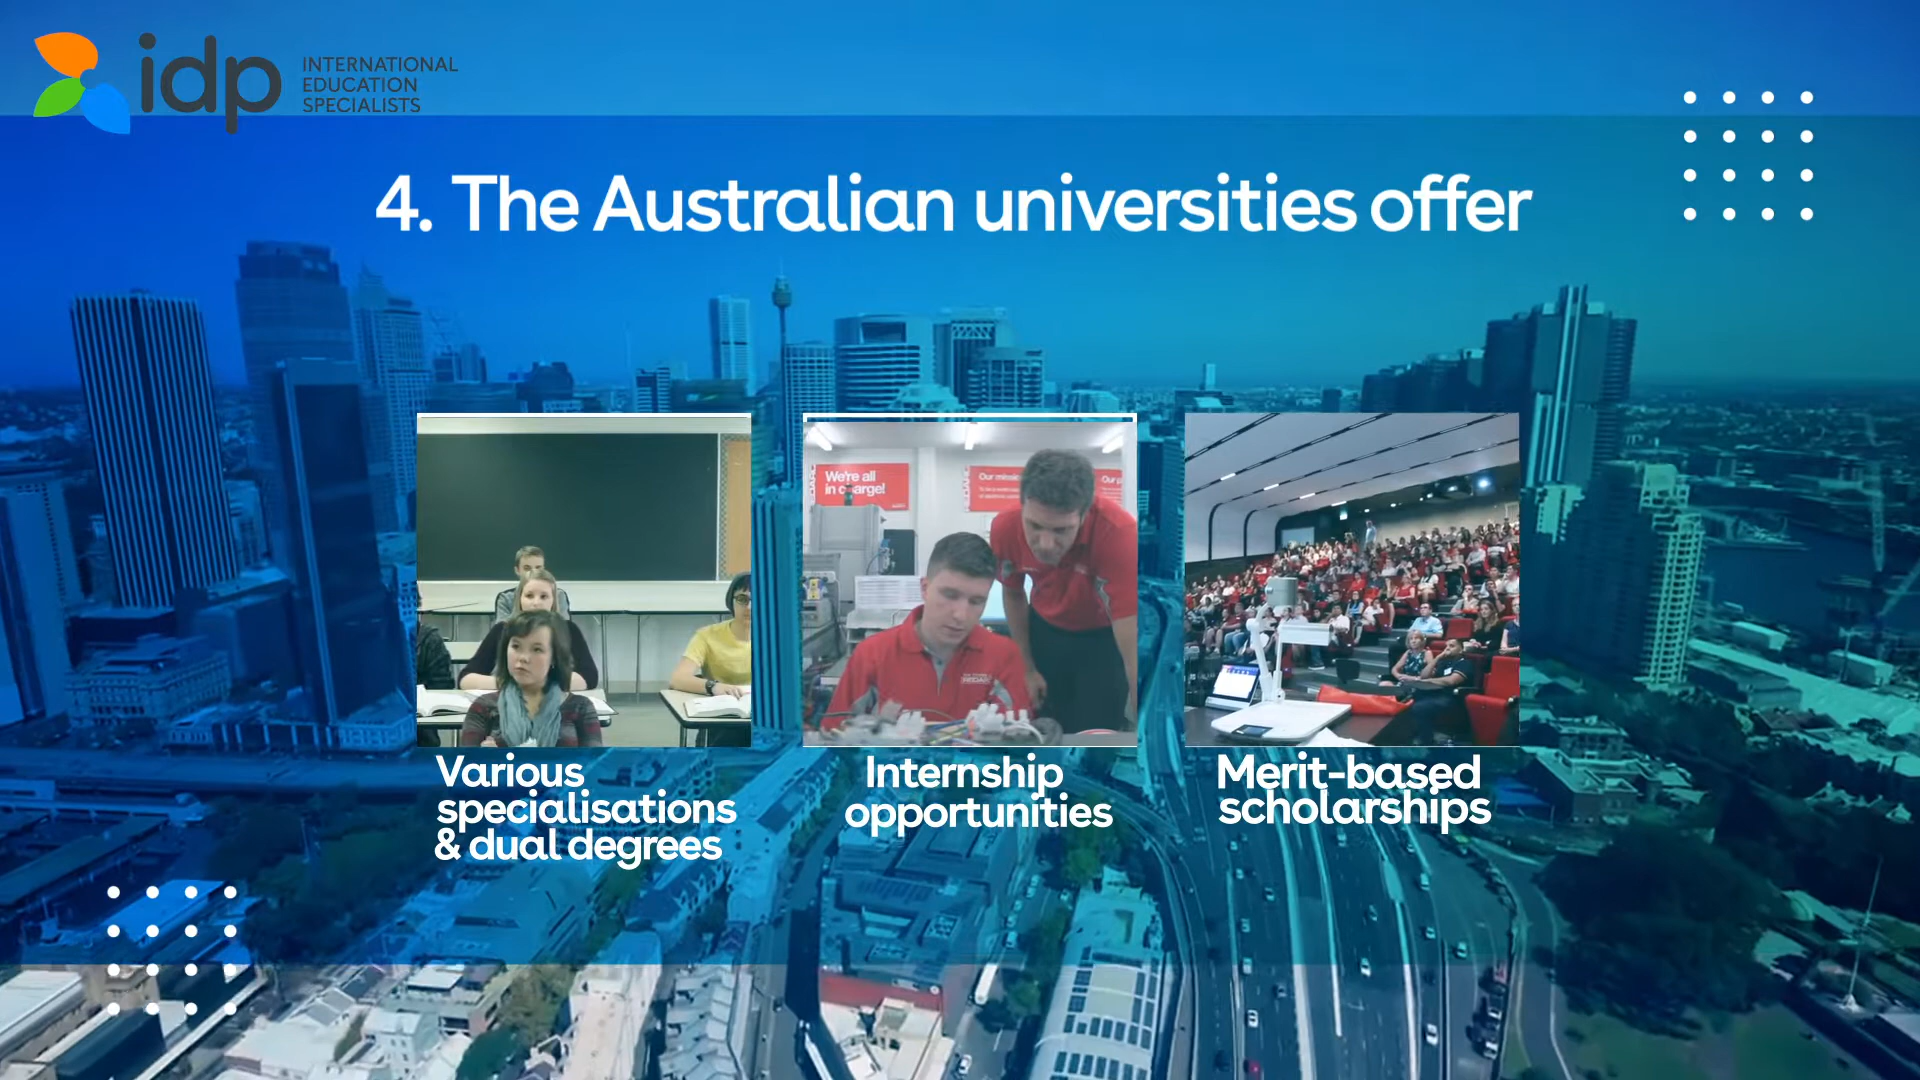 idp
INTERNATIONAL
EDUCATION
SPECIALISTS
4. The Australian universities offer
We're all
in charge!
Our
Various
specialisations
& dual degrees
Internship
opportunities
Merit-based
scholarships